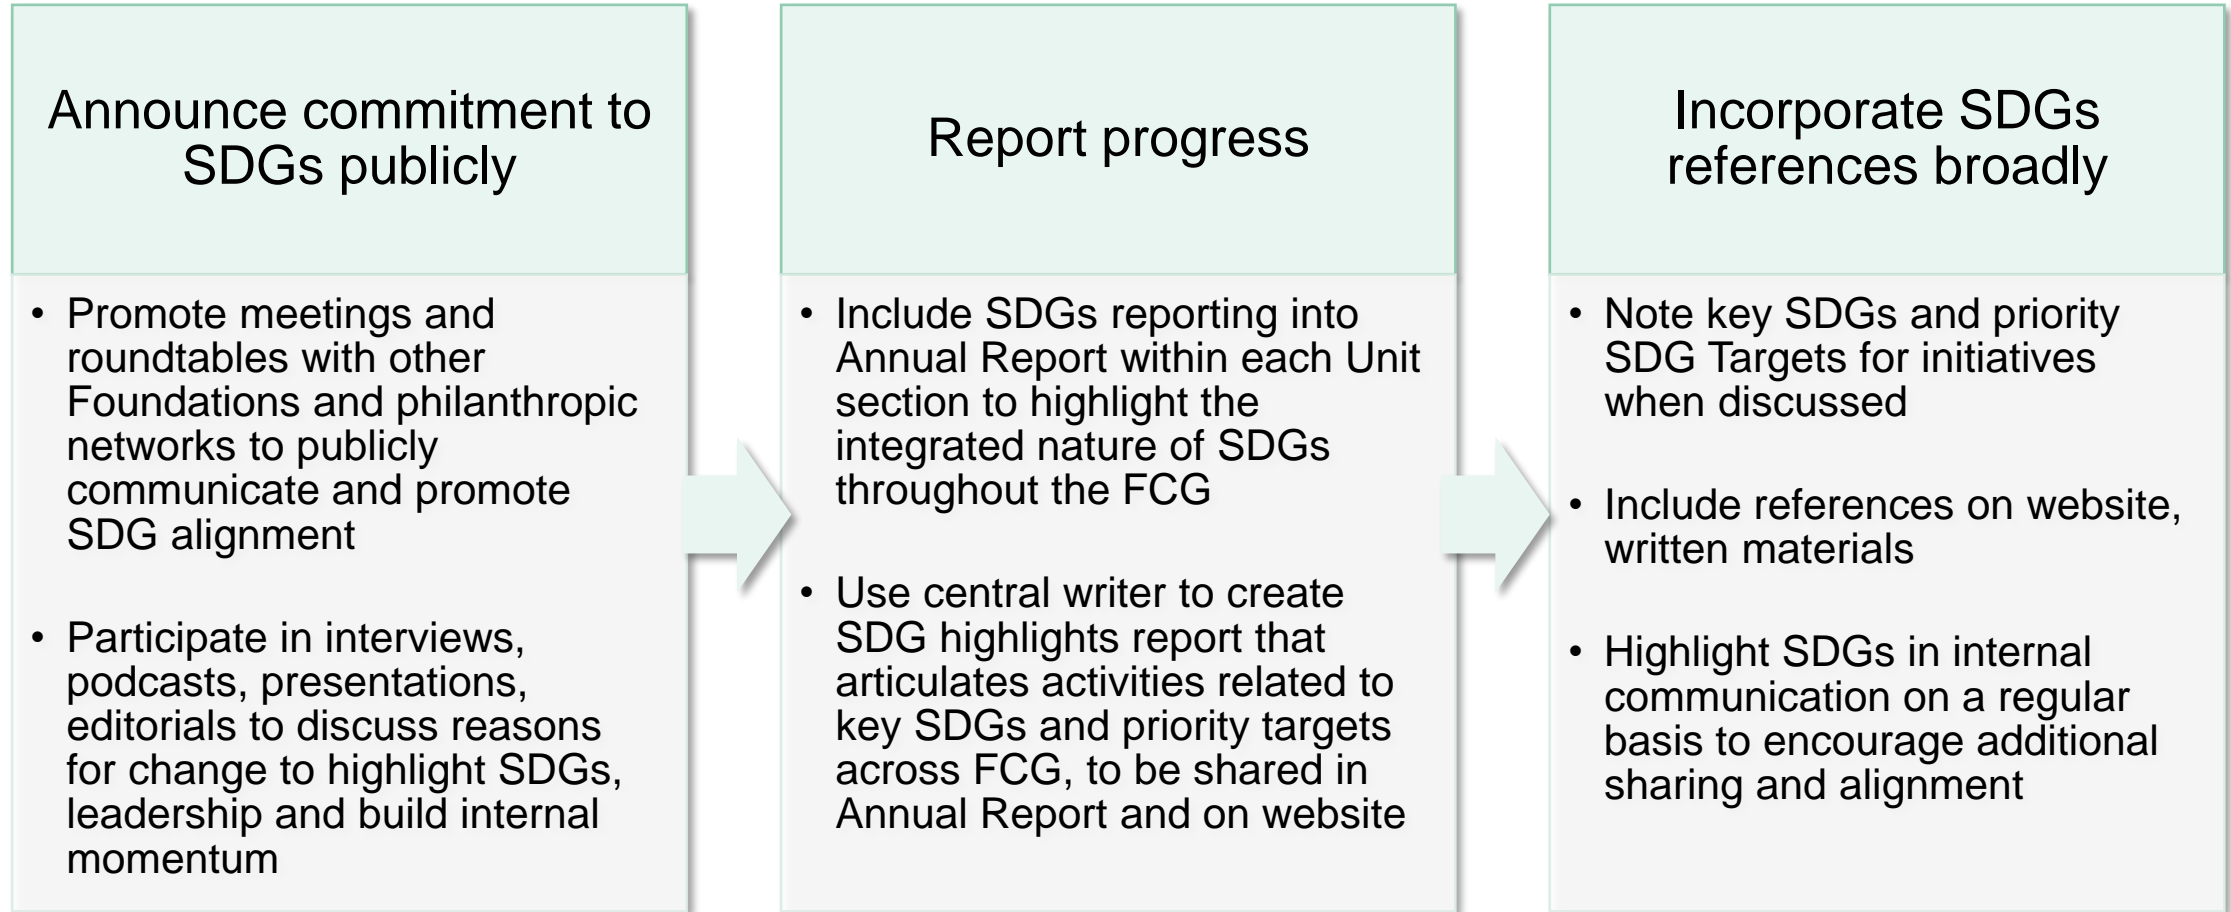 Announce commitment to
SDGs publicly
• Promote meetings and
roundtables with other
Foundations and philanthropic
networks to publicly
communicate and promote
SDG alignment
• Participate in interviews,
podcasts, presentations,
editorials to discuss reasons
for change to highlight SDGs,
leadership and build internal
momentum
Report progress
• Include SDGs reporting into
Annual Report within each Unit
section to highlight the
integrated nature of SDGs
throughout the FCG
• Use central writer to create
SDG highlights report that
articulates activities related to
key SDGs and priority targets
across FCG, to be shared in
Annual Report and on website
Incorporate SDGs
references broadly
• Note key SDGs and priority
SDG Targets for initiatives
when discussed
• Include references on website,
written materials
• Highlight SDGs in internal
communication on a regular
basis to encourage additional
sharing and alignment